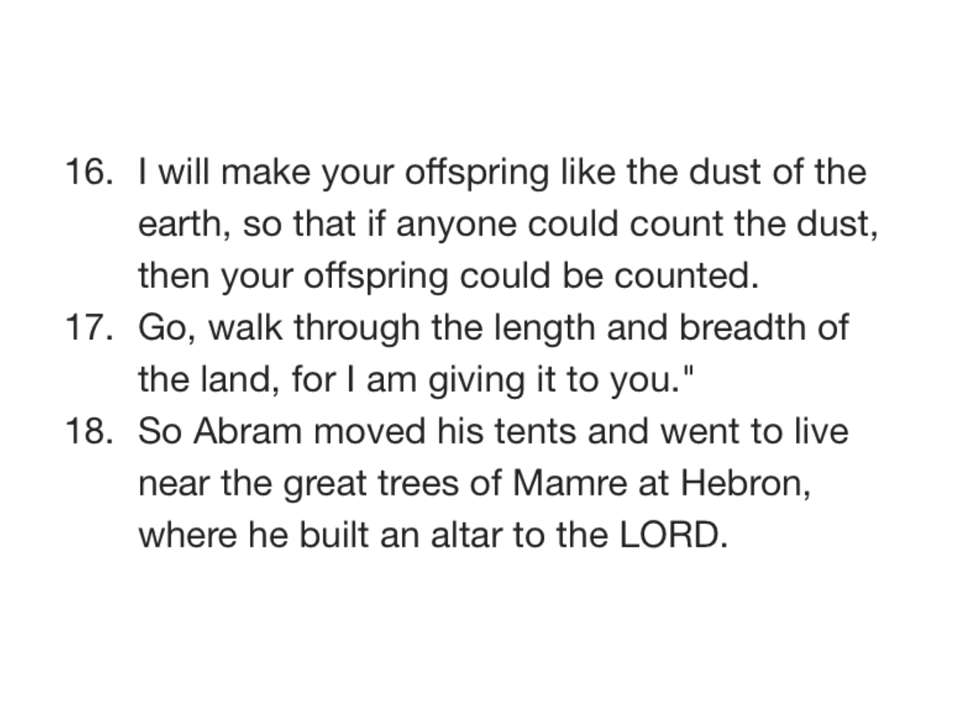 16. I will make your offspring like the dust of the
earth, so that if anyone could count the dust,
then your offspring could be counted.
17. Go, walk through the length and breadth of
the land, for I am giving it to you."
18. So Abram moved his tents and went to live
near the great trees of Mamre at Hebron,
where he built an altar to the LORD.